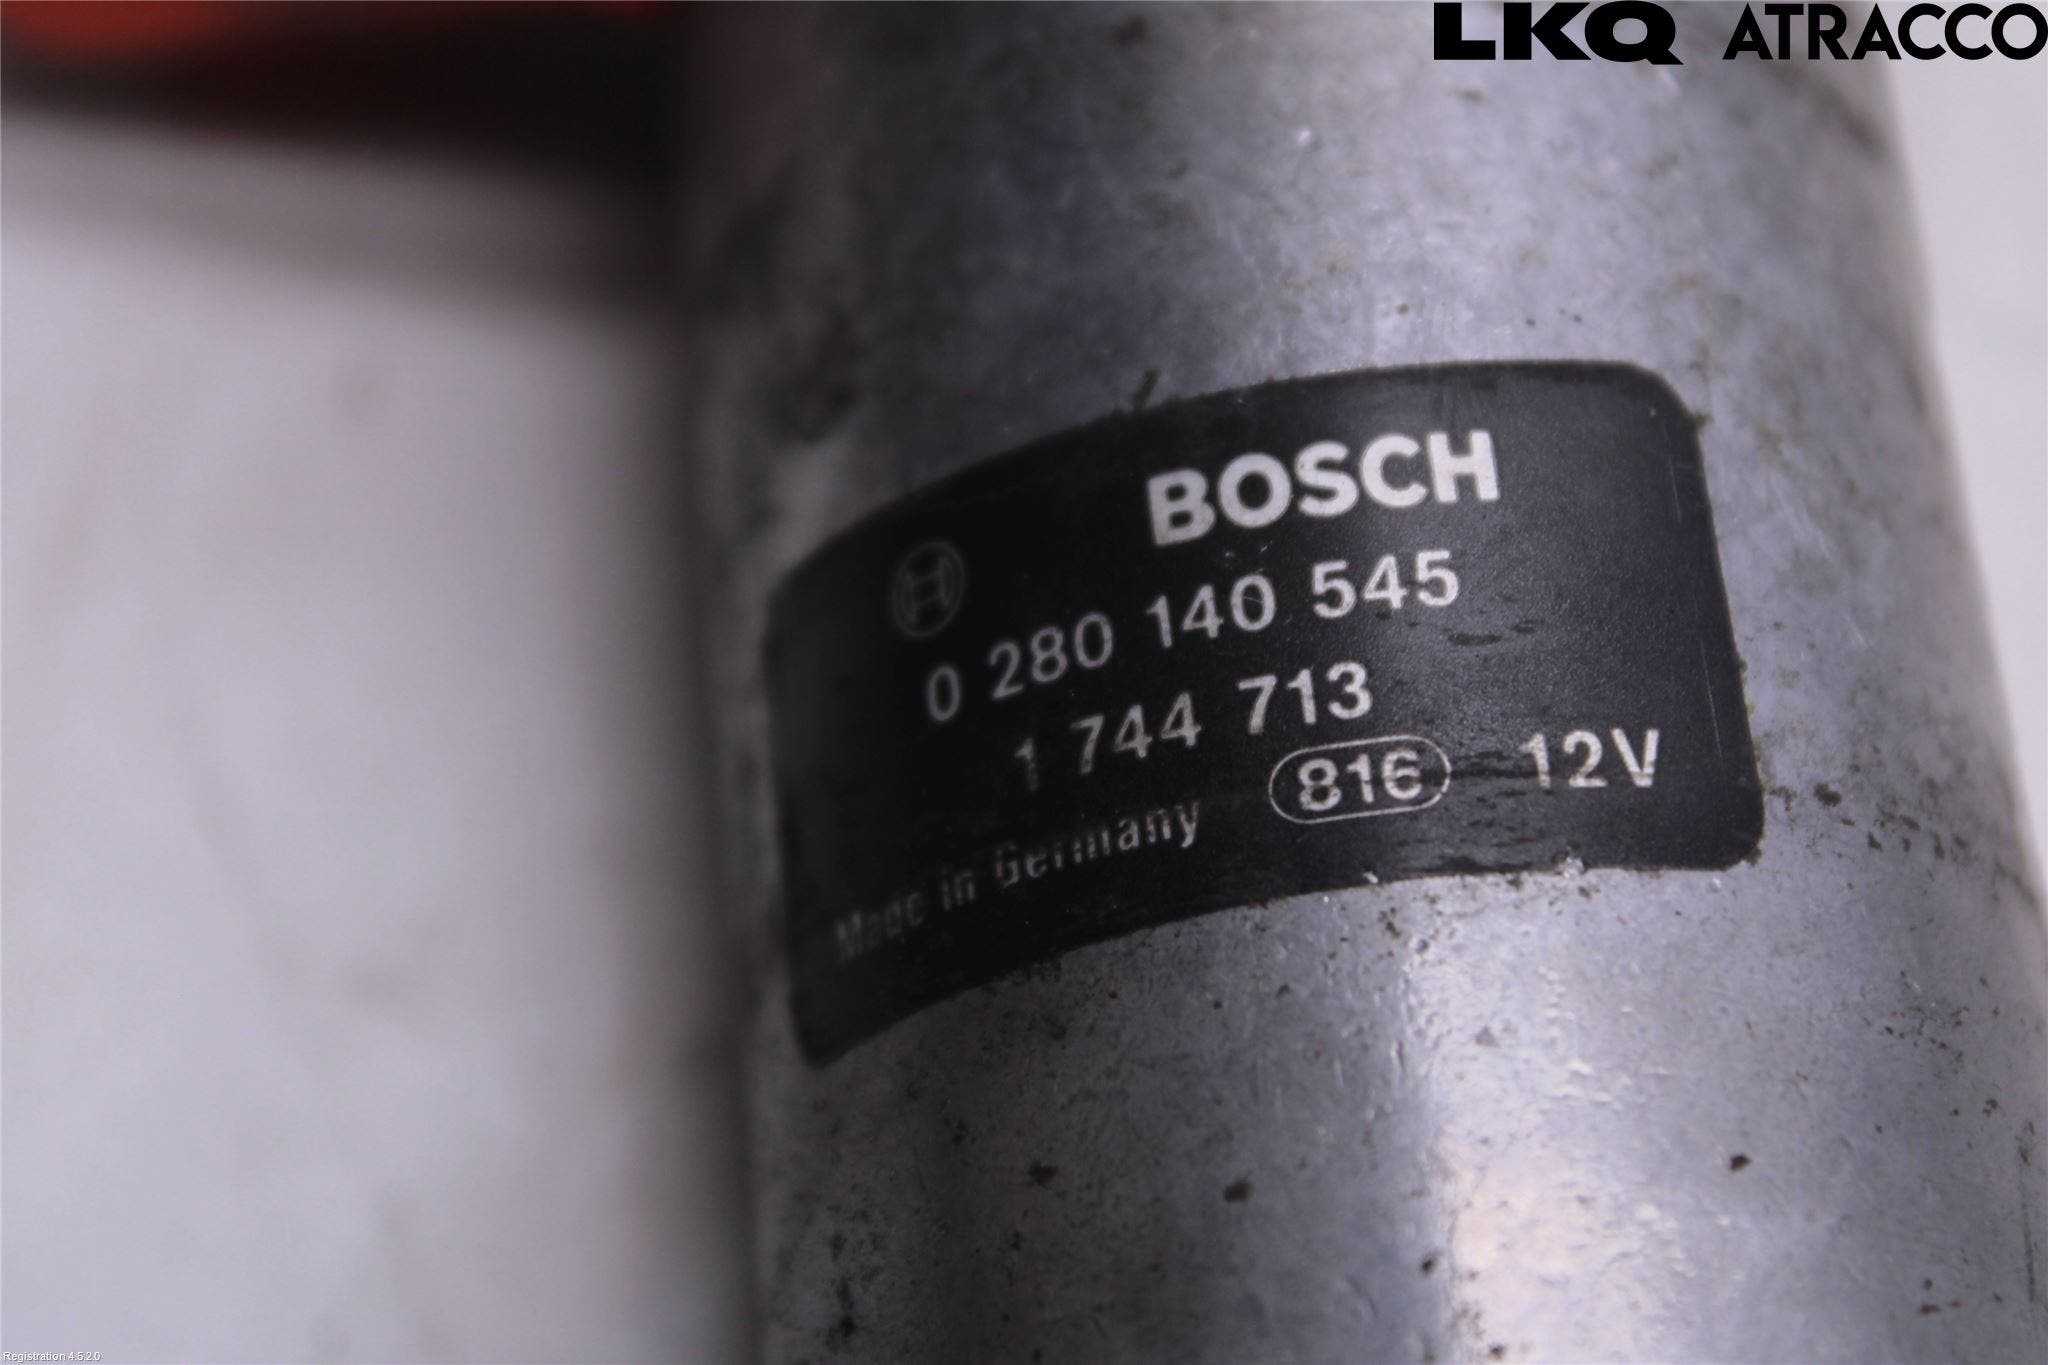 LKQ ATRACCO
BOSCH
0 280 140 545
1 744 713
Made in Germany 816 12V
Registration 4.5.2.0